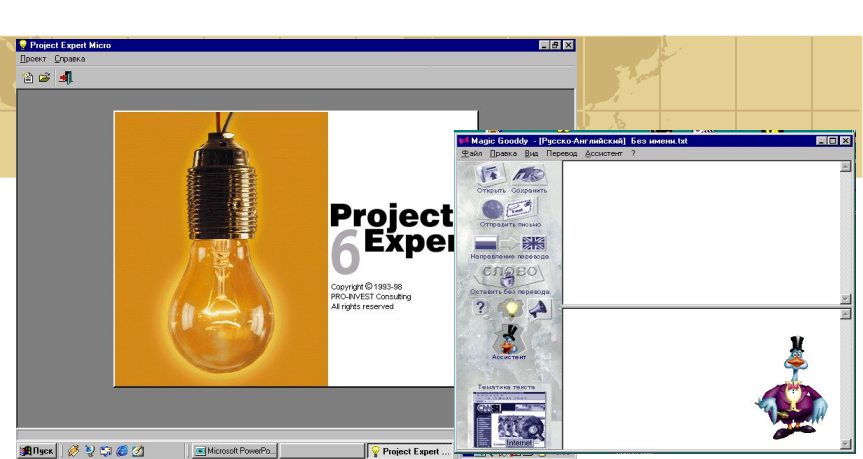 Project Expert Micro
Проект Справка
Project
6 Exper
Copyright © 1993-98
PRO-INVEST Consulting
All rights reserved
Magic Gooddy - [Русско-Английский] Без имени.txt
Файл Правка Вид Перевод Ассистент ?
Открыть Сохранить
Отправить письмо
Направление перевода
СЛОВО
Оставить без перевода
?
Ассистент
Тематика текста
Internet
Пуск
Microsoft PowerPo...
Project Expert ...